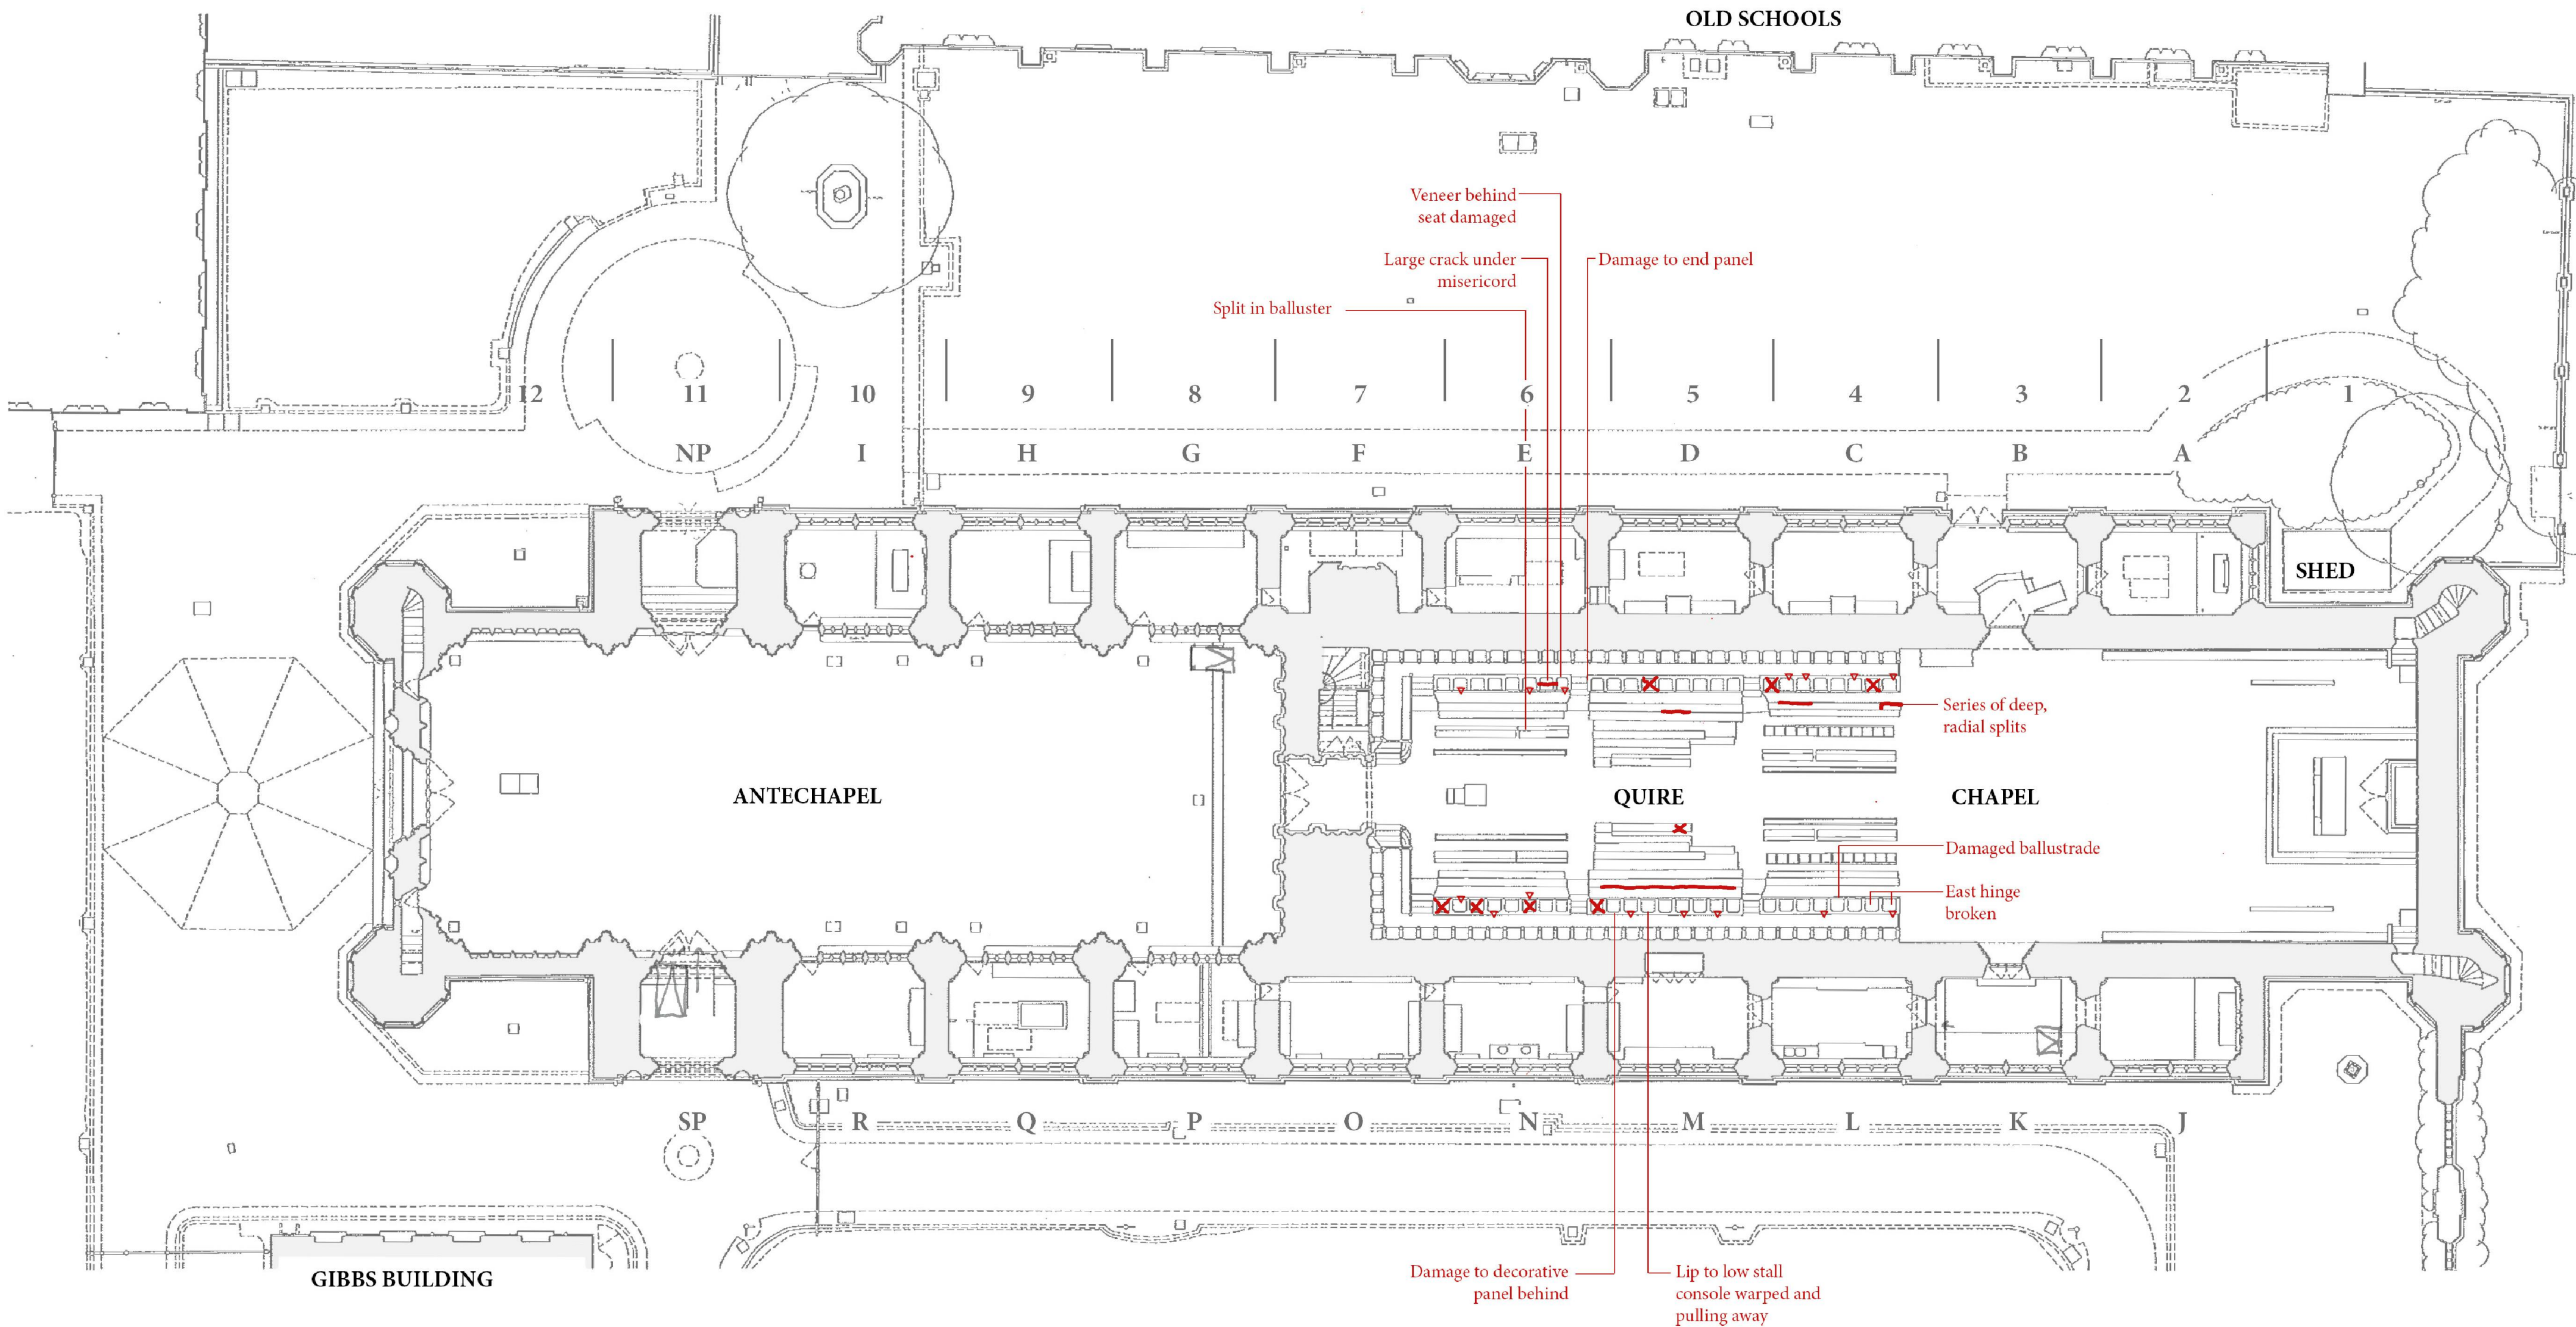 OLD SCHOOLS
Veneer behind
seat damaged
Large crack under
misericord
Damage to end panel
Split in balluster
12 11 10 9 8 7 6 5 4 3 2 1
NP I H G F E D C B A
SHED
Series of deep,
radial splits
ANTECHAPEL QUIRE CHAPEL
Damaged ballustrade
East hinge
broken
SP R Q P O N M L K J
GIBBS BUILDING
Damage to decorative
panel behind
Lip to low stall
console warped and
pulling away